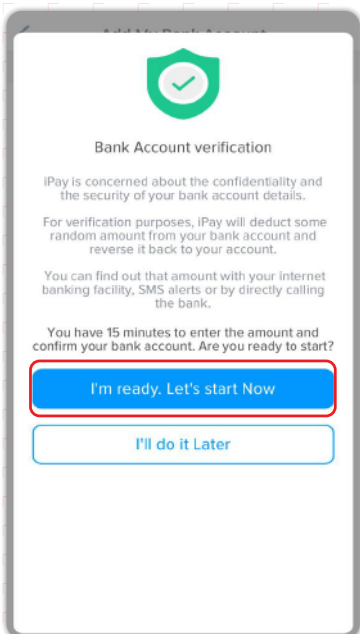 Add My Bank Account
Bank Account verification
iPay is concerned about the confidentiality and
the security of your bank account details.
For verification purposes, iPay will deduct some
random amount from your bank account and
reverse it back to your account.
You can find out that amount with your internet
banking facility, SMS alerts or by directly calling
the bank.
You have 15 minutes to enter the amount and
confirm your bank account. Are you ready to start?
I'm ready. Let's start Now
I'll do it Later